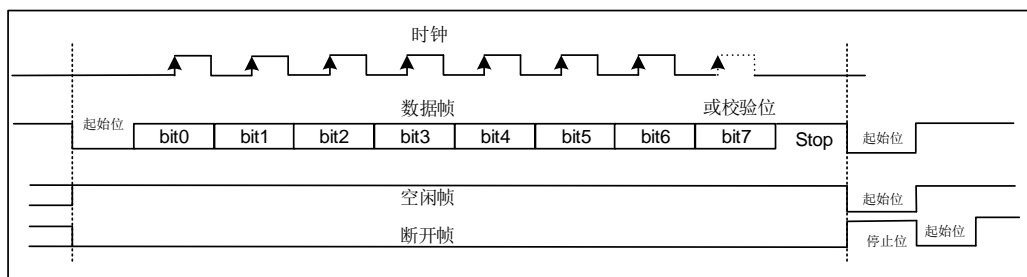 时钟
数据帧 或校验位
起始位 bit0 bit1 bit2 bit3 bit4 bit5 bit6 bit7 Stop 起始位
空闲帧 起始位
断开帧 停止位 起始位